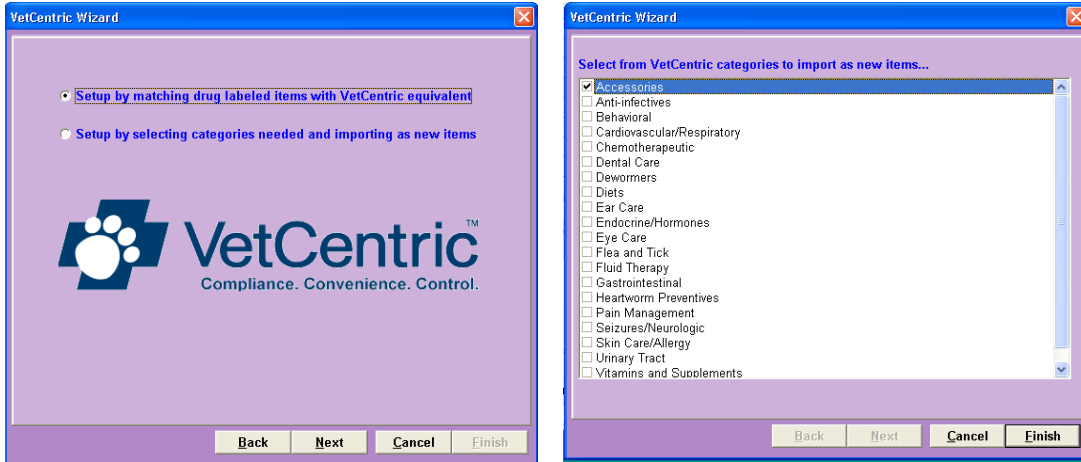 VetCentric Wizard
Setup by matching drug labeled items with VetCentric equivalent
Setup by selecting categories needed and importing as new items
VetCentric™
Compliance. Convenience. Control.
Back Next Cancel Finish
VetCentric Wizard
Select from VetCentric categories to import as new items...
Accessories
Anti-infectives
Behavioral
Cardiovascular/Respiratory
Chemotherapeutic
Dental Care
Dewormers
Diets
Ear Care
Endocrine/Hormones
Eye Care
Flea and Tick
Fluid Therapy
Gastrointestinal
Heartworm Preventives
Pain Management
Seizures/Neurologic
Skin Care/Allergy
Urinary Tract
Vitamins and Supplements
Back Next Cancel Finish